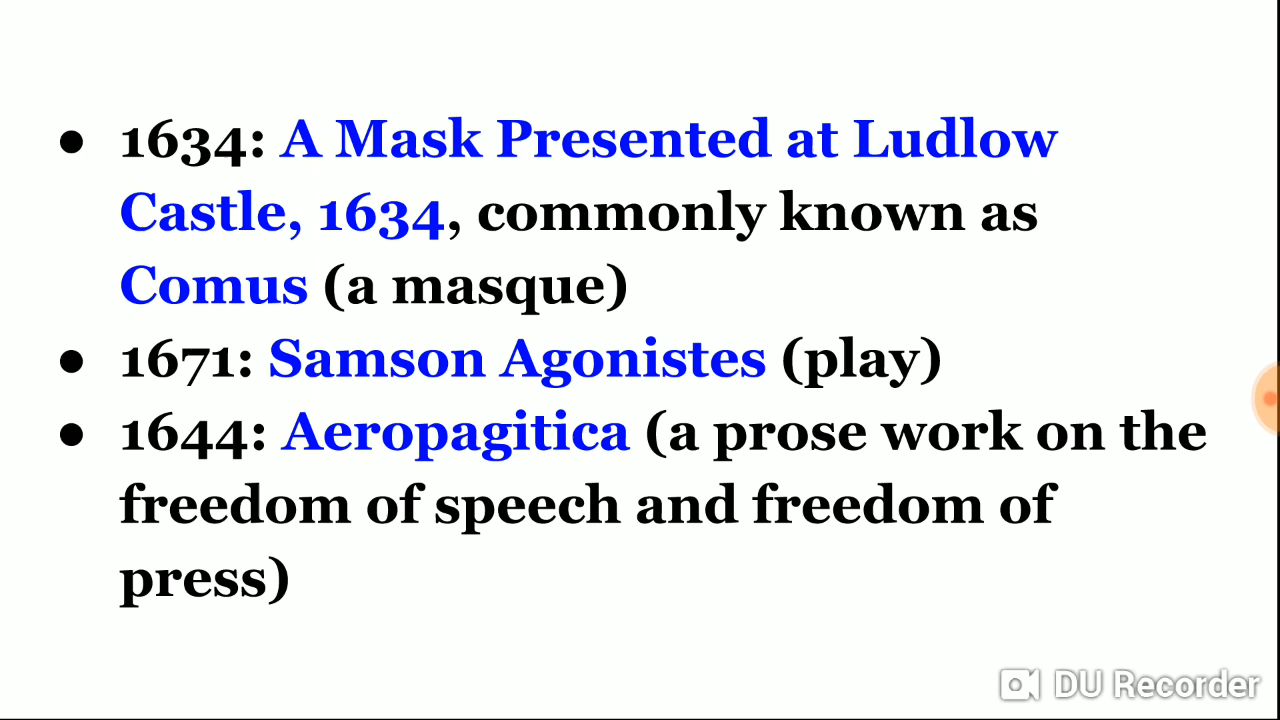 ● 1634: A Mask Presented at Ludlow
Castle, 1634, commonly known as
Comus (a masque)
● 1671: Samson Agonistes (play)
● 1644: Aeropagitica (a prose work on the
freedom of speech and freedom of
press)
DU Recorder